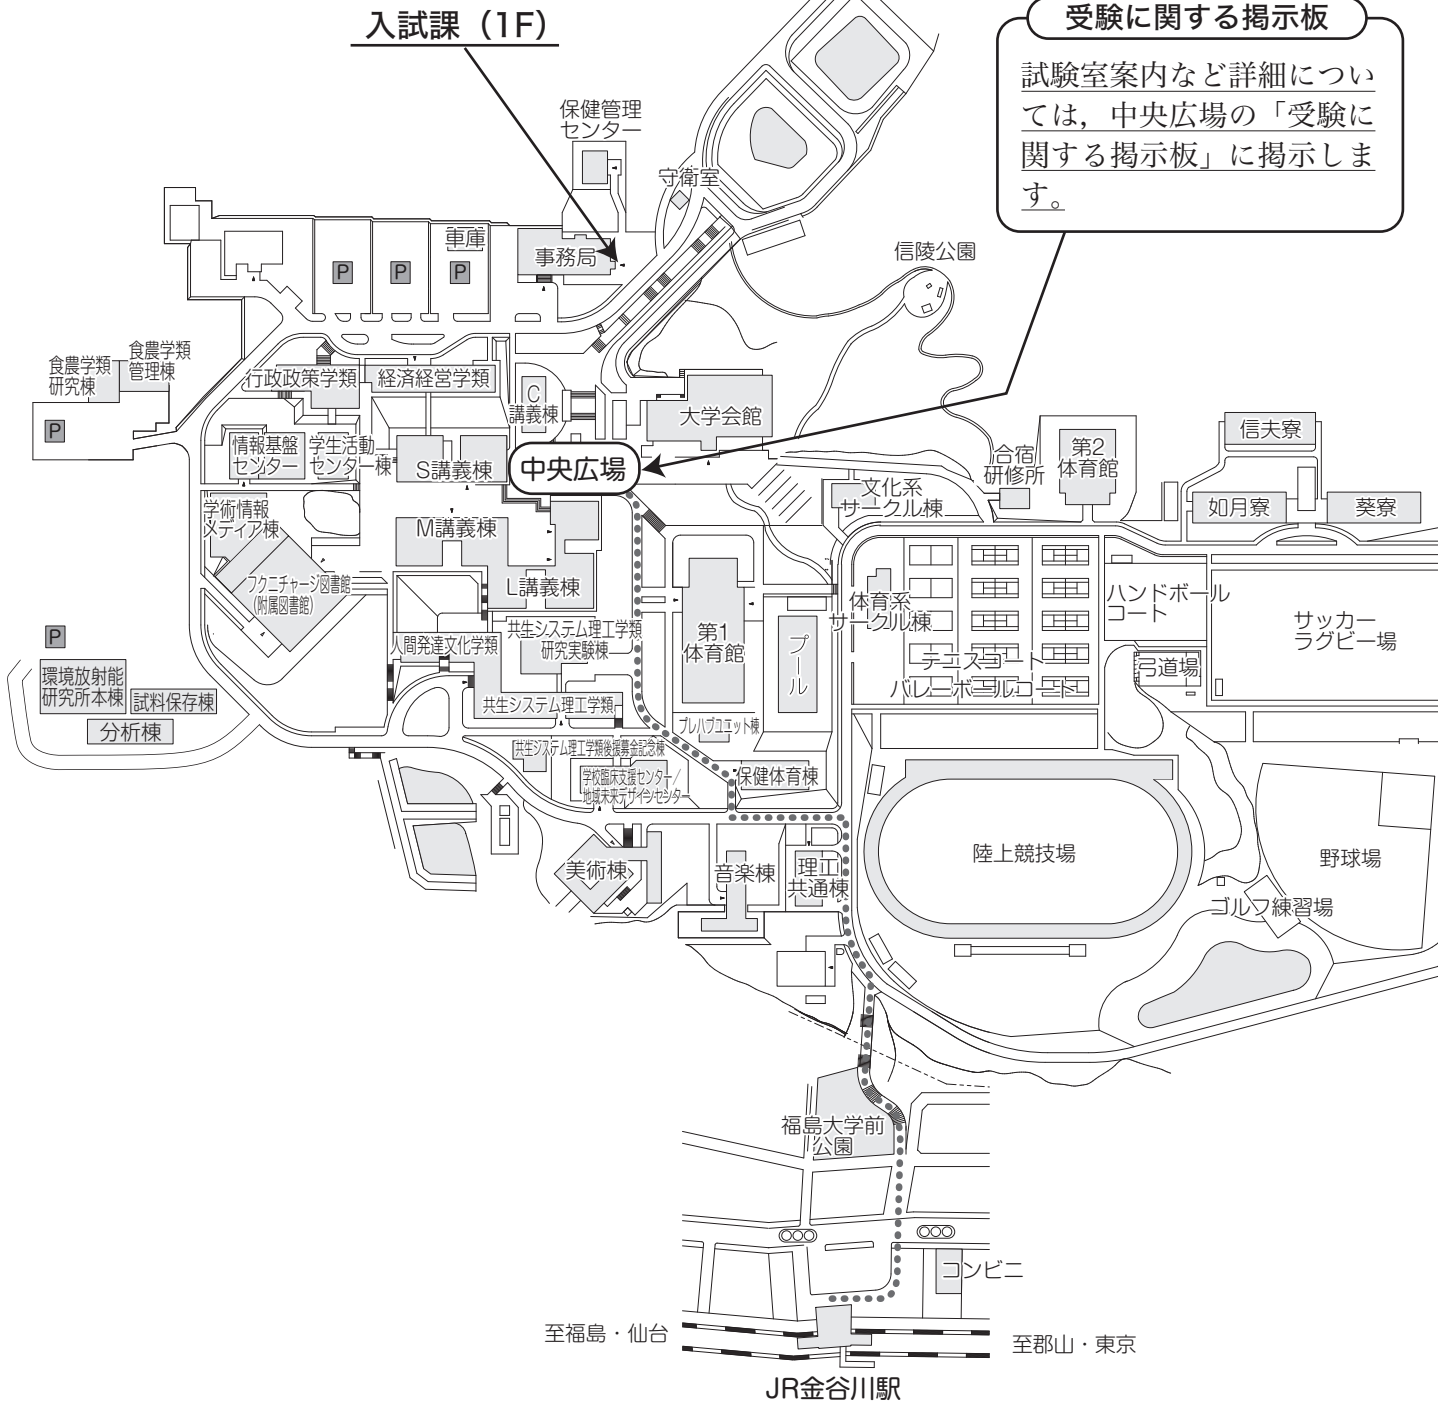 入試課（1F）
受験に関する掲示板
試験室案内など詳細につい
ては，中央広場の「受験に
関する掲示板」に掲示しま
す。
保健管理
センター
守衛室
車庫
事務局
P
P
P
信陵公園
食農学類
研究棟
食農学類
管理棟
行政政策学類
経済経営学類
C
講義棟
大学会館
P
情報基盤
センター
学生活動
センター棟
S講義棟
中央広場
合宿
研修所
第2
体育館
信夫寮
文化系
サークル棟
如月寮
葵寮
学術情報
メディア棟
M講義棟
フクニチャージ図書館
(附属図書館)
L講義棟
体育系
サークル棟
ハンドボール
コート
サッカー
ラグビー場
P
人間発達文化学類
共生システム理工学類
研究実験棟
第1
体育館
プール
テニスコート
バレーボールコート
弓道場
環境放射能
研究所本棟
試料保存棟
分析棟
共生システム理工学類
プレハブユニット棟
共生システム理工学類後援募金記念棟
学校臨床支援センター/
地域未来デザインセンター
保健体育棟
美術棟
音楽棟
理工
共通棟
陸上競技場
野球場
ゴルフ練習場
福島大学前
公園
コンビニ
至福島・仙台
至郡山・東京
JR金谷川駅